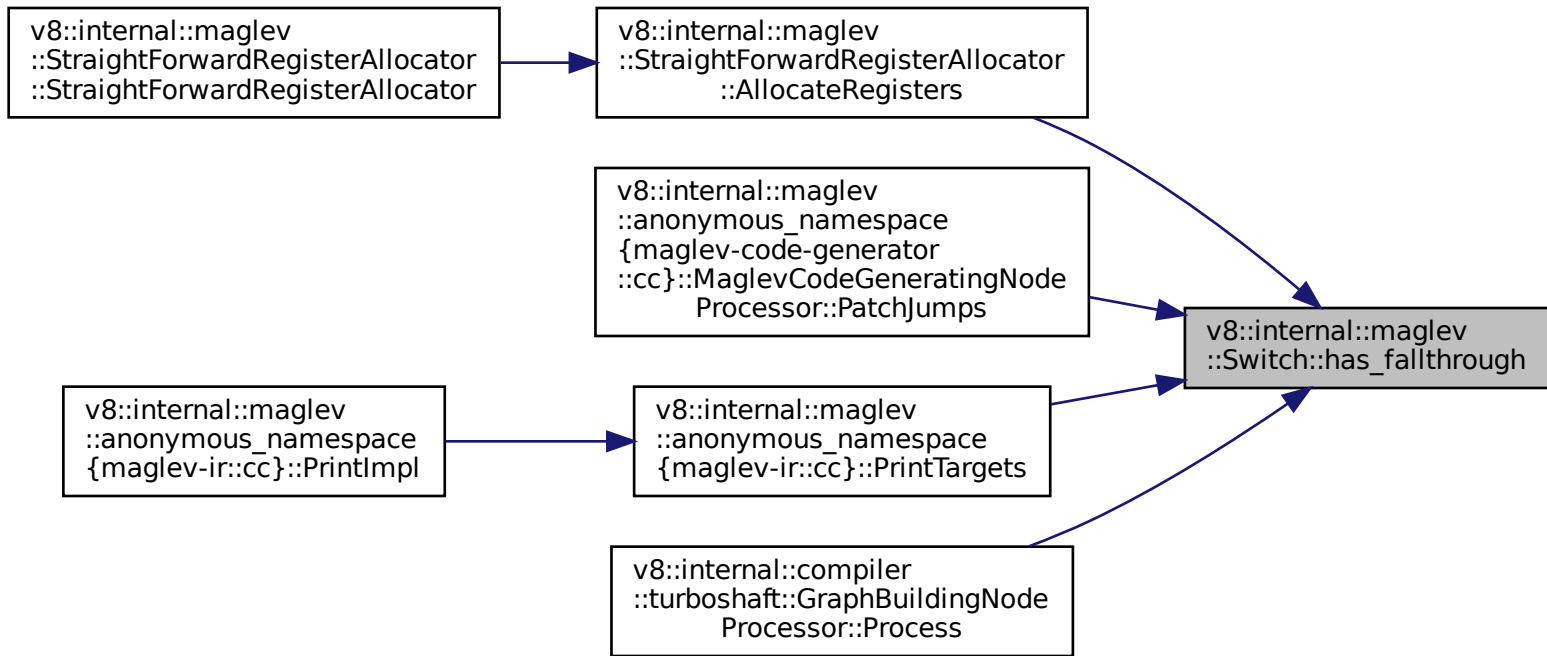 v8::internal::maglev
::StraightForwardRegisterAllocator
::StraightForwardRegisterAllocator
v8::internal::maglev
::StraightForwardRegisterAllocator
::AllocateRegisters
v8::internal::maglev
::anonymous_namespace
{maglev-code-generator
::cc}::MaglevCodeGeneratingNode
Processor::PatchJumps
v8::internal::maglev
::Switch::has_fallthrough
v8::internal::maglev
::anonymous_namespace
{maglev-ir::cc}::PrintImpl
v8::internal::maglev
::anonymous_namespace
{maglev-ir::cc}::PrintTargets
v8::internal::compiler
::turboshaft::GraphBuildingNode
Processor::Process